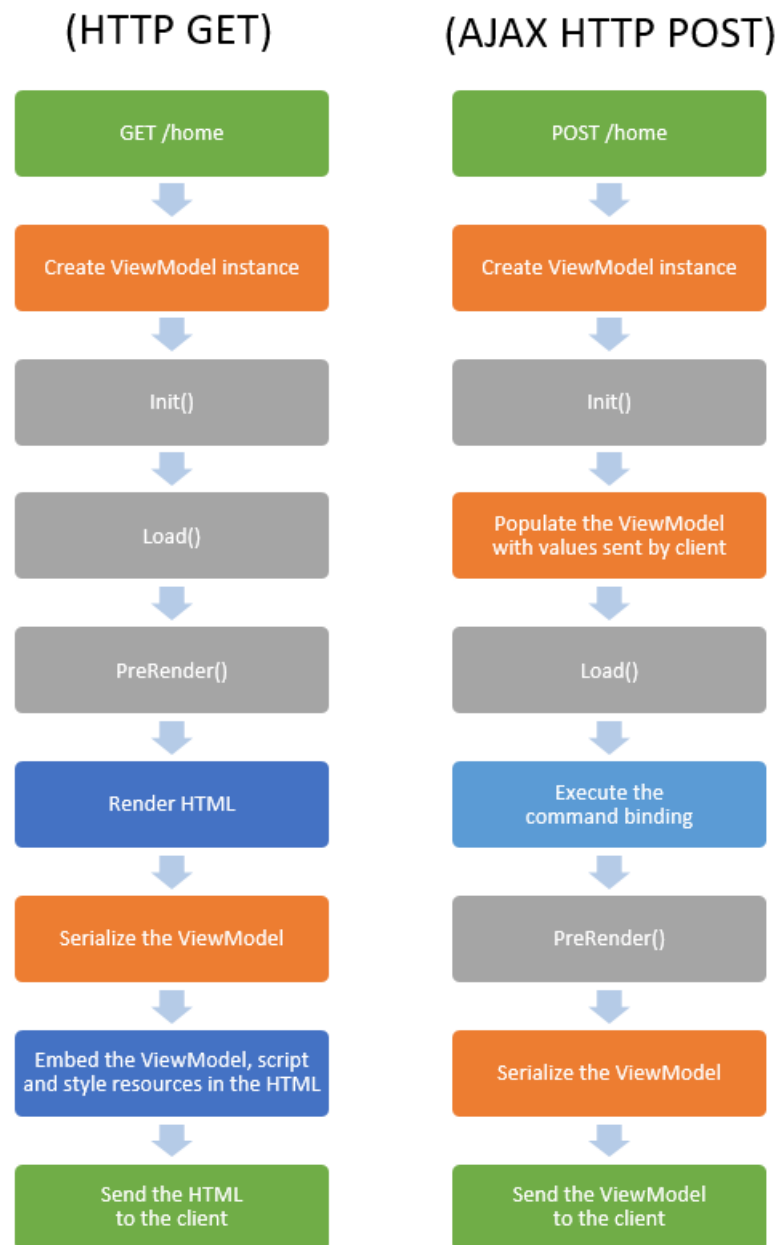 (HTTP GET)
GET /home
Create ViewModel instance
Init()
Load()
PreRender()
Render HTML
Serialize the ViewModel
Embed the ViewModel, script
and style resources in the HTML
Send the HTML
to the client
(AJAX HTTP POST)
POST /home
Create ViewModel instance
Init()
Populate the ViewModel
with values sent by client
Load()
Execute the
command binding
PreRender()
Serialize the ViewModel
Send the ViewModel
to the client